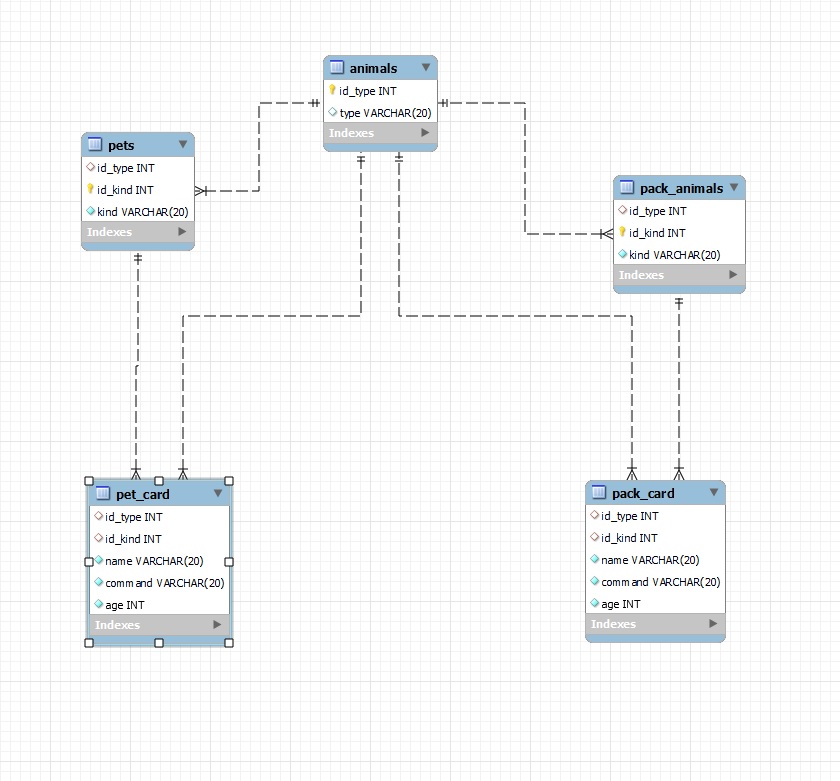 animals
id_type INT
type VARCHAR(20)
Indexes
pets
id_type INT
id_kind INT
kind VARCHAR(20)
Indexes
pack_animals
id_type INT
id_kind INT
kind VARCHAR(20)
Indexes
pet_card
id_type INT
id_kind INT
name VARCHAR(20)
command VARCHAR(20)
age INT
Indexes
pack_card
id_type INT
id_kind INT
name VARCHAR(20)
command VARCHAR(20)
age INT
Indexes